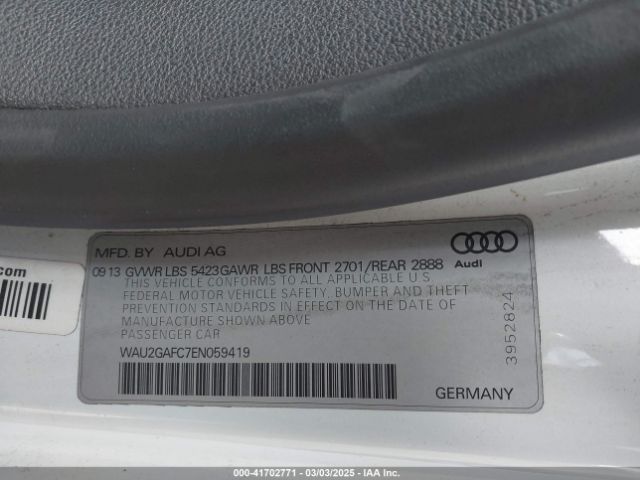 MFD. BY AUDI AG
09 13 GVWR LBS 5423GAWR LBS FRONT 2701/REAR 2888
Audi
THIS VEHICLE CONFORMS TO ALL APPLICABLE U S
FEDERAL MOTOR VEHICLE SAFETY, BUMPER AND THEFT
PREVENTION STANDARDS IN EFFECT ON THE DATE OF
MANUFACTURE SHOWN ABOVE
PASSENGER CAR
WAU2GAFC7EN059419
GERMANY
3952824
.com
000-41702771 - 03/03/2025 - IAA Inc.